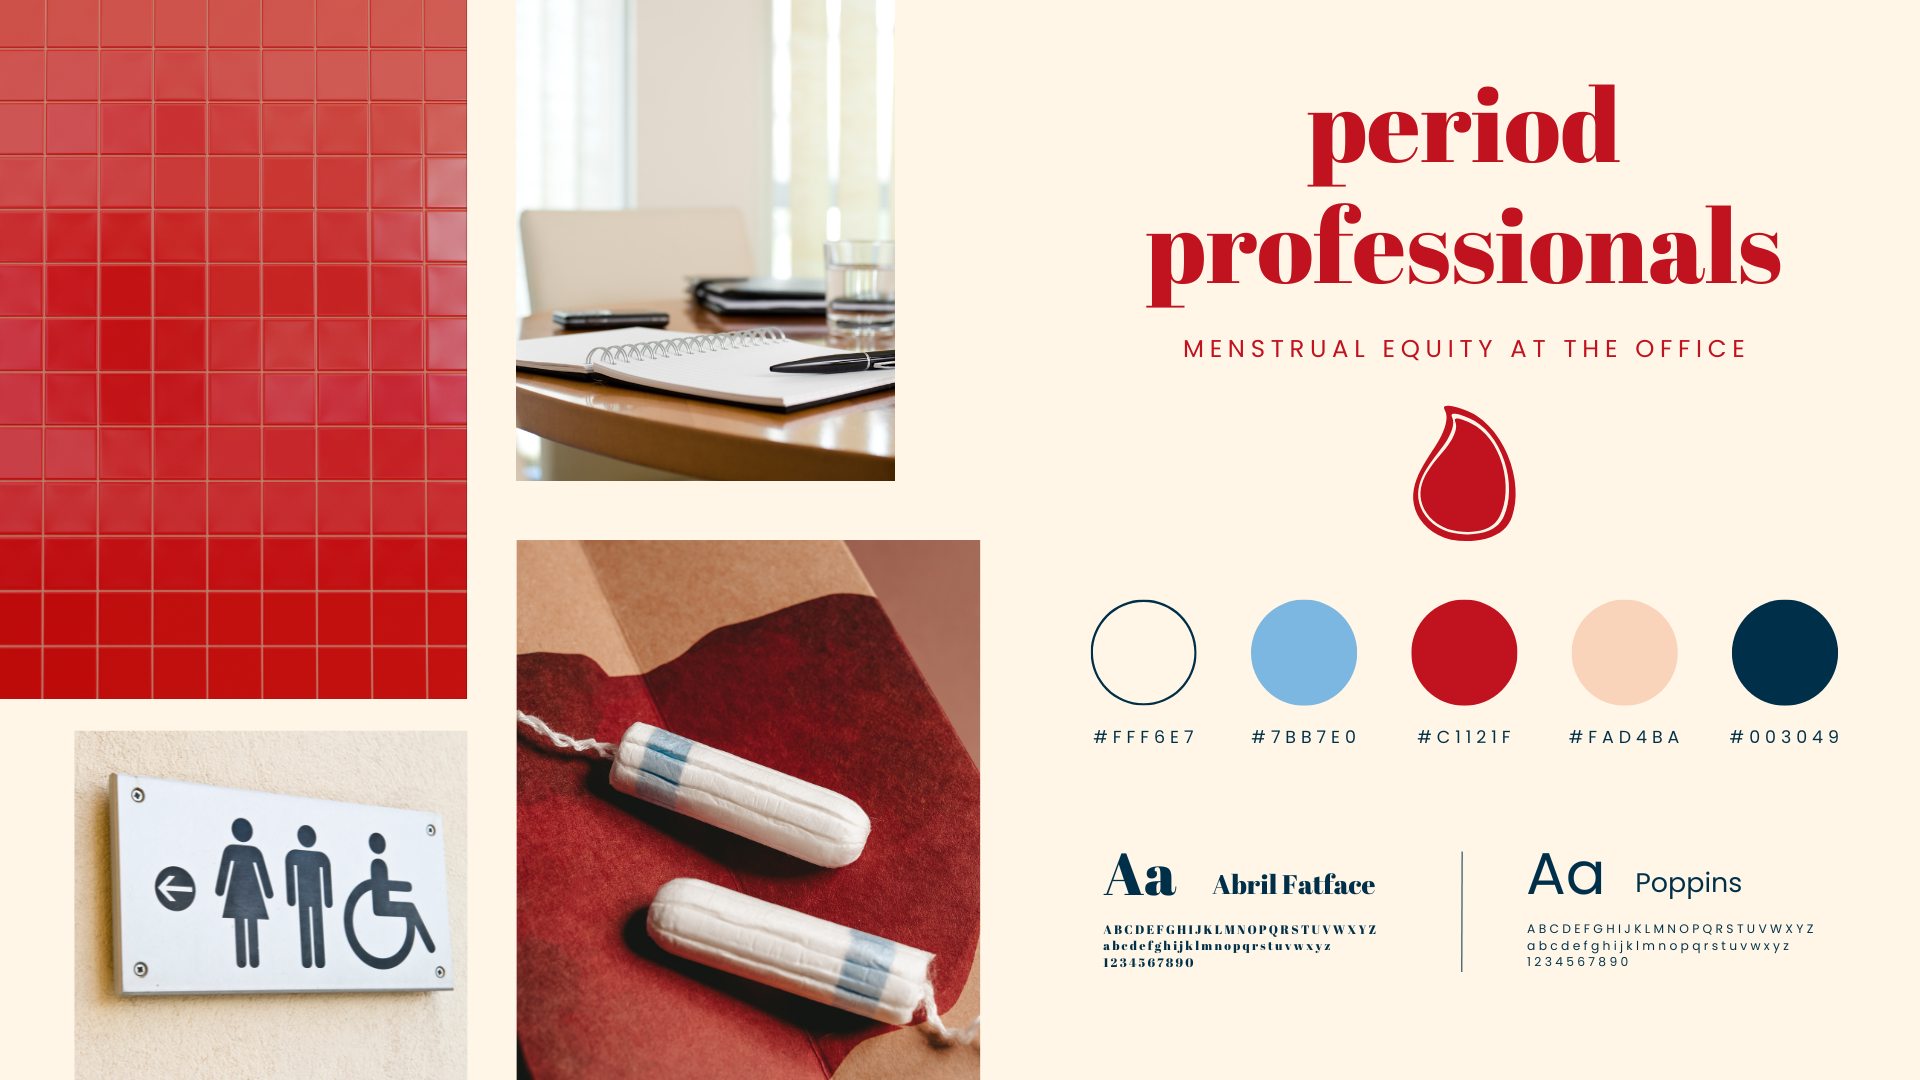 period
professionals
MENSTRUAL EQUITY AT THE OFFICE
#FFF6E7
#7BB7E0
#C1121F
#FAD4BA
#003049
Aa Abril Fatface
ABCDEFGHIJKLMNOPQRSTUVWXYZ
abcdefghijklmnopqrstuvwxyz
1234567890
Aa Poppins
ABCDEFGHIJKLMNOPQRSTUVWXYZ
abcdefghijklmnopqrstuvwxyz
1234567890